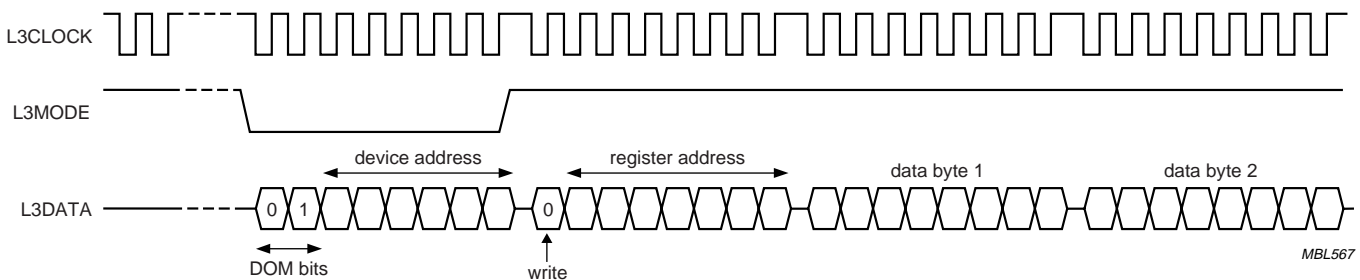 L3CLOCK
L3MODE
device address
register address
data byte 1
data byte 2
L3DATA
0
1
0
DOM bits
write
MBL567